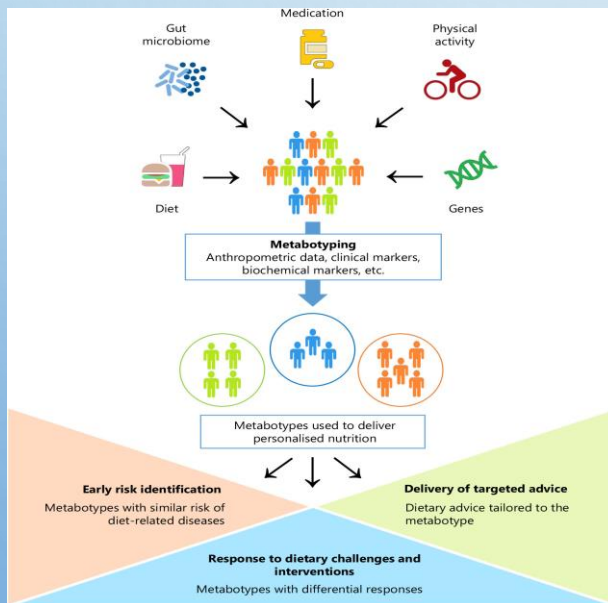 Medication
Gut
microbiome
Physical
activity
Diet
Genes
Metabotyping
Anthropometric data, clinical markers,
biochemical markers, etc.
Metabotypes used to deliver
personalised nutrition
Early risk identification
Metabotypes with similar risk of
diet-related diseases
Delivery of targeted advice
Dietary advice tailored to the
metabotype
Response to dietary challenges and
interventions
Metabotypes with differential responses